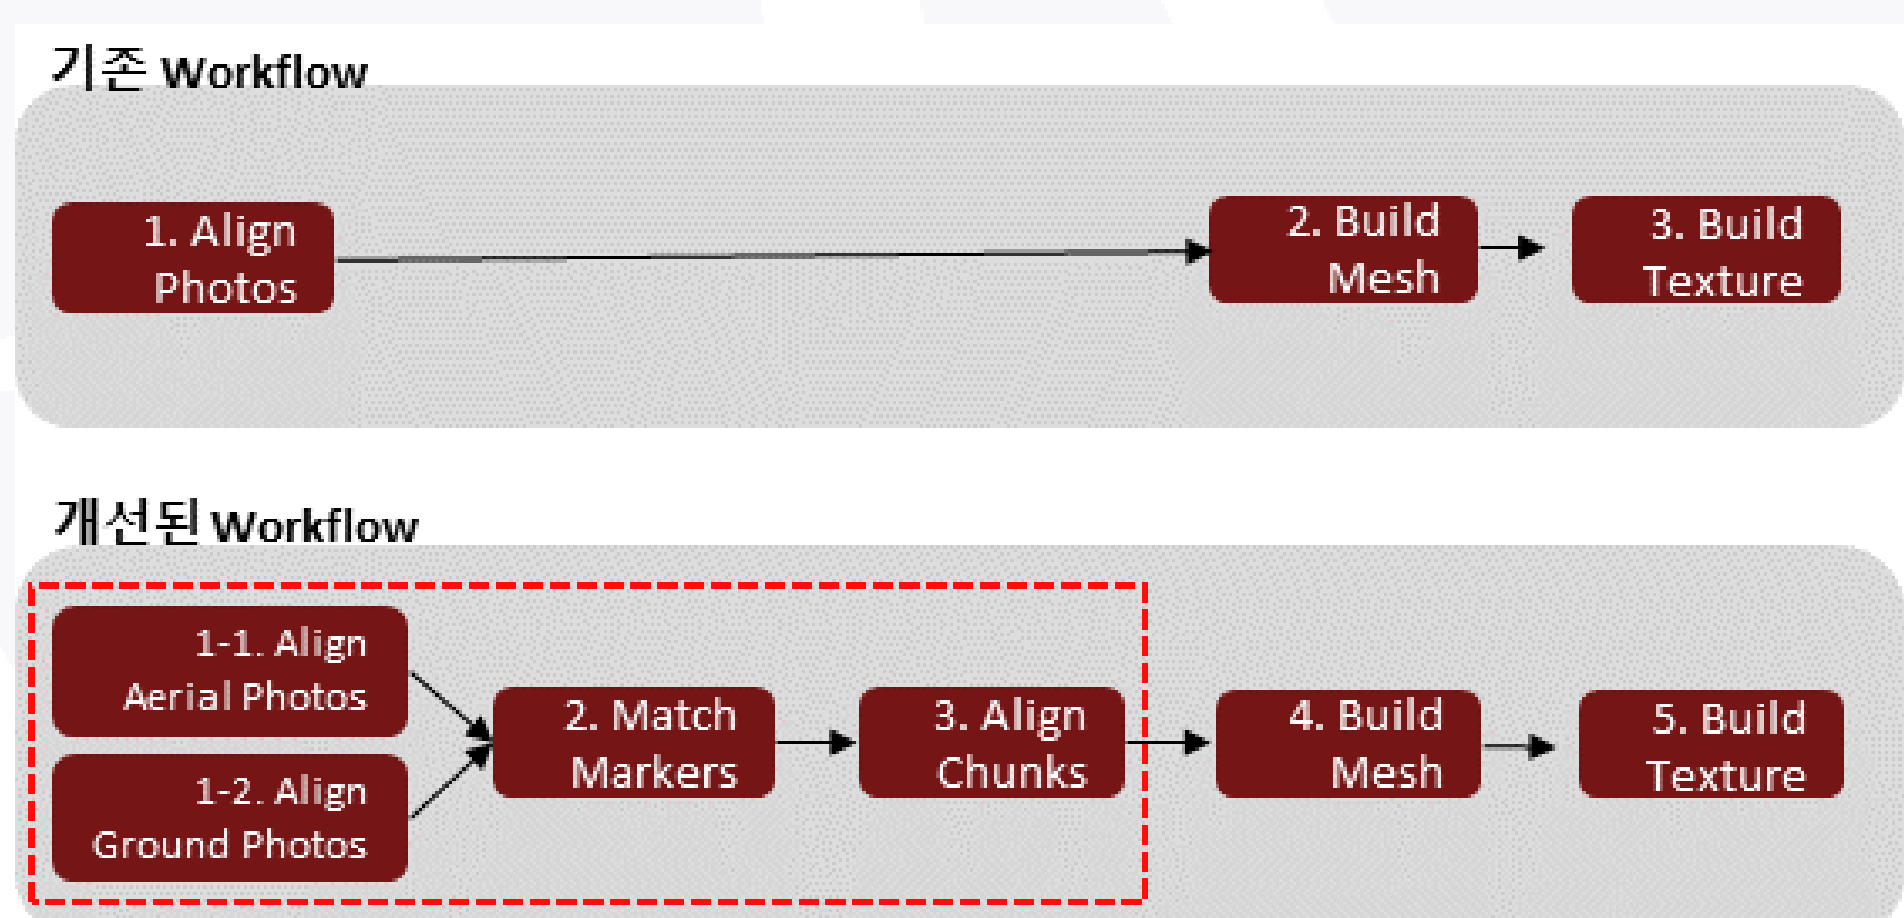 기존 Workflow
1. Align
Photos
2. Build
Mesh
3. Build
Texture
개선된 Workflow
1-1. Align
Aerial Photos
1-2. Align
Ground Photos
2. Match
Markers
3. Align
Chunks
4. Build
Mesh
5. Build
Texture